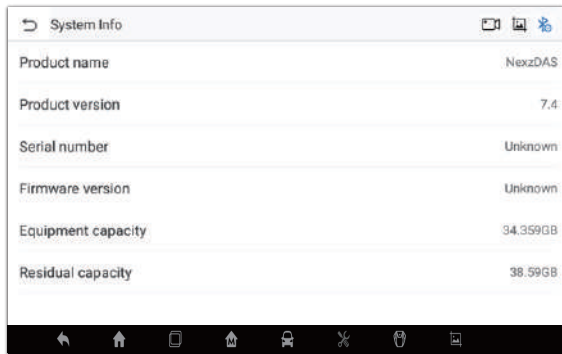 System Info
Product name NexzDAS
Product version 7.4
Serial number Unknown
Firmware version Unknown
Equipment capacity 34.359GB
Residual capacity 38.59GB
M